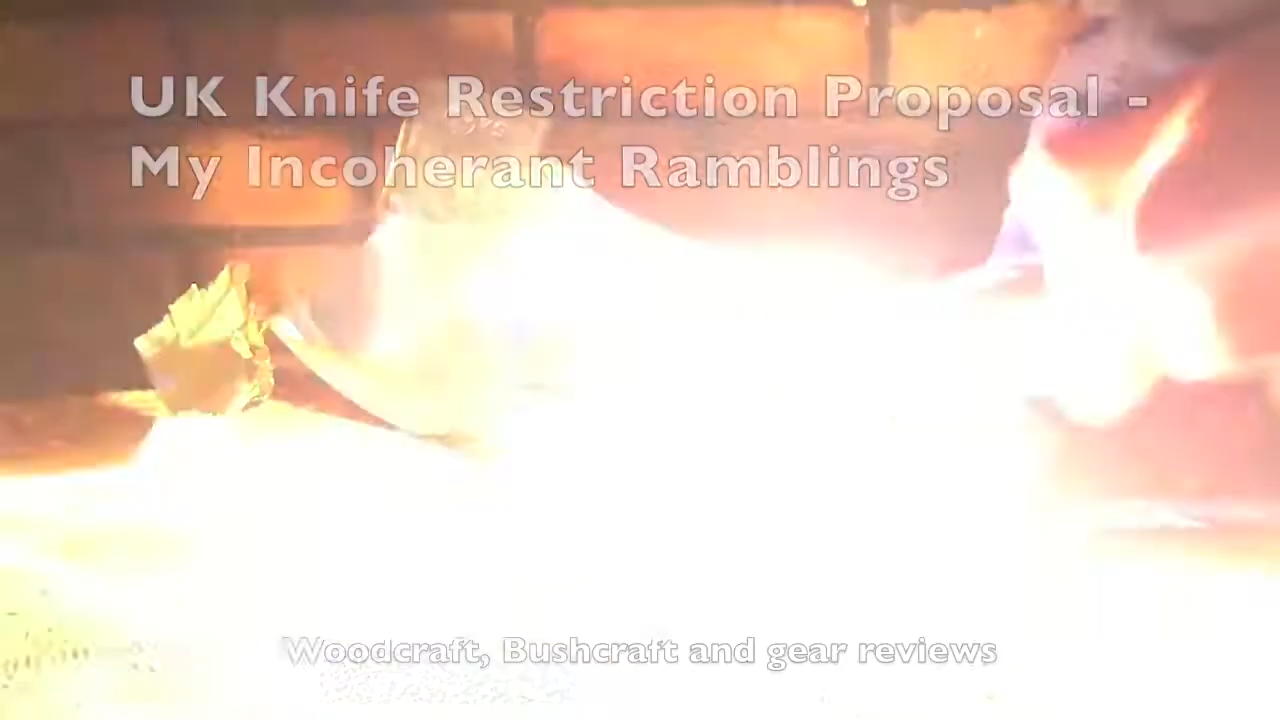 UK Knife Restriction Proposal -
My Incoherant Ramblings
Woodcraft, Bushcraft and gear reviews